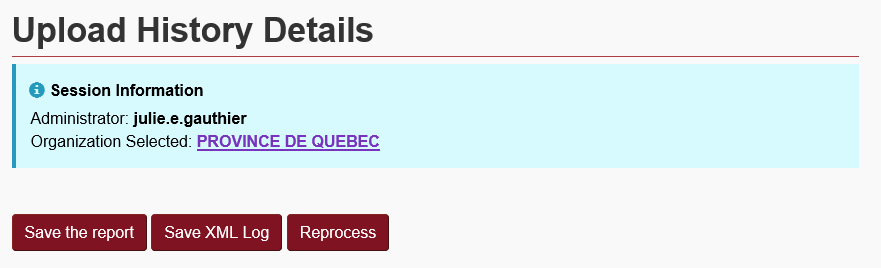 Upload History Details
Session Information
Administrator: julie.e.gauthier
Organization Selected: PROVINCE DE QUEBEC
Save the report Save XML Log Reprocess